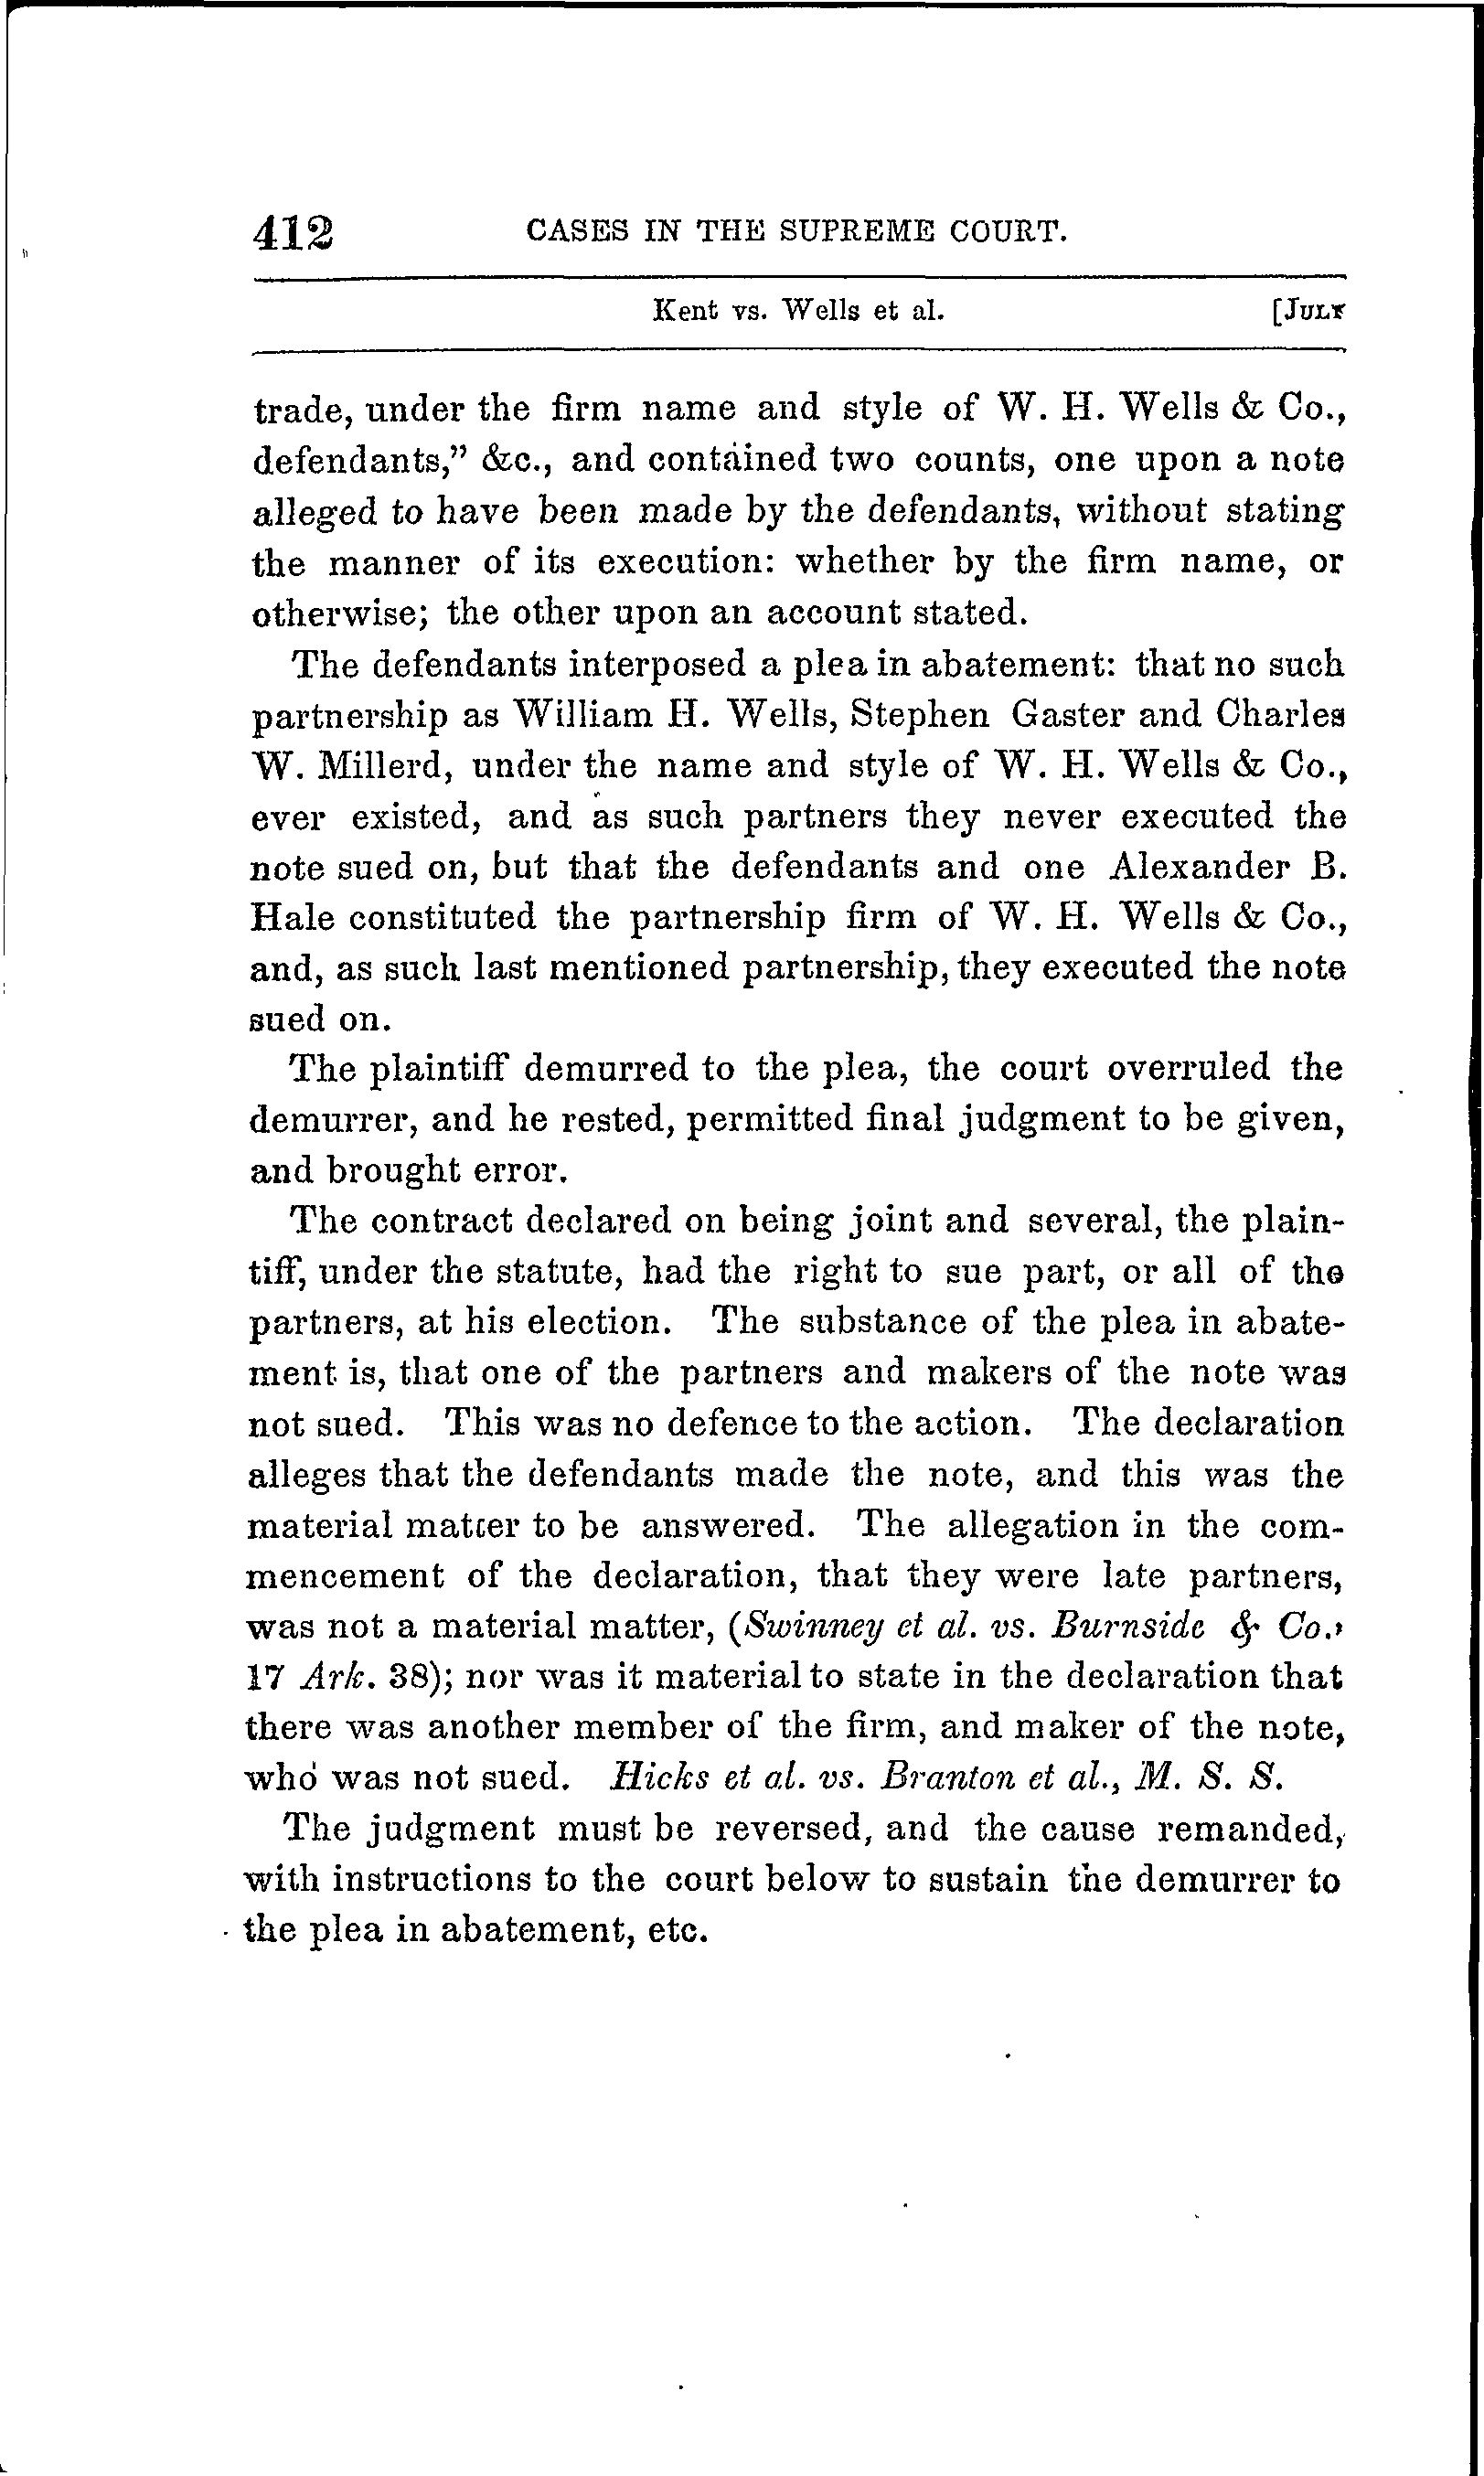 412 CASES IN THE SUPREME COURT.
Kent vs. Wells et al. [JULY
trade, under the firm name and style of W. H. Wells & Co.,
defendants,” &c., and contained two counts, one upon a note
alleged to have been made by the defendants, without stating
the manner of its execution: whether by the firm name, or
otherwise; the other upon an account stated.
The defendants interposed a plea in abatement: that no such
partnership as William H. Wells, Stephen Gaster and Charles
W. Millerd, under the name and style of W. H. Wells & Co.,
ever existed, and as such partners they never executed the
note sued on, but that the defendants and one Alexander B.
Hale constituted the partnership firm of W. H. Wells & Co.,
and, as such last mentioned partnership, they executed the note
sued on.
The plaintiff demurred to the plea, the court overruled the
demurrer, and he rested, permitted final judgment to be given,
and brought error.
The contract declared on being joint and several, the plain-
tiff, under the statute, had the right to sue part, or all of the
partners, at his election. The substance of the plea in abate-
ment is, that one of the partners and makers of the note was
not sued. This was no defence to the action. The declaration
alleges that the defendants made the note, and this was the
material matter to be answered. The allegation in the com-
mencement of the declaration, that they were late partners,
was not a material matter, (Swinney et al. vs. Burnside & Co.,
17 Ark. 38); nor was it material to state in the declaration that
there was another member of the firm, and maker of the note,
who was not sued. Hicks et al. vs. Branton et al., M. S. S.
The judgment must be reversed, and the cause remanded,
with instructions to the court below to sustain the demurrer to
the plea in abatement, etc.